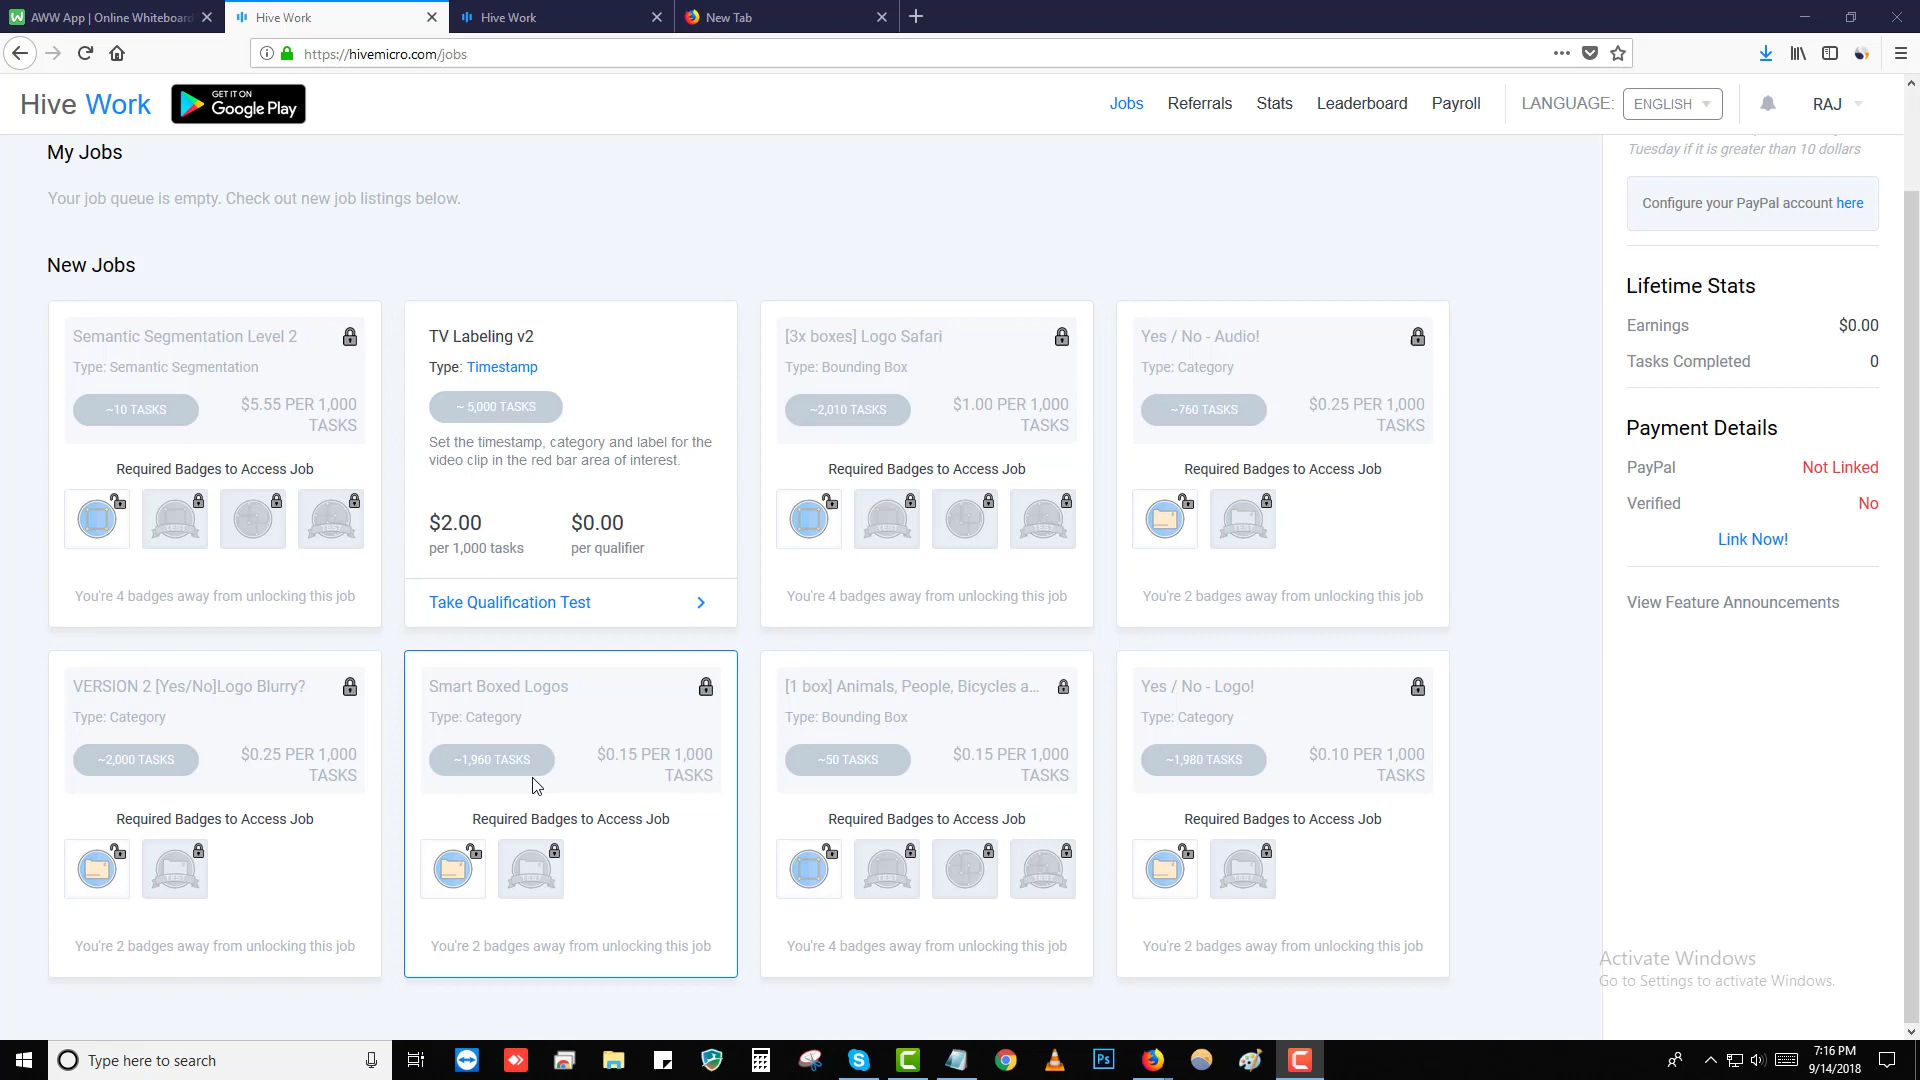 AWW App | Online Whiteboard
Hive Work
Hive Work
New Tab
https://hivemicro.com/jobs
Hive Work
GET IT ON
Google Play
Jobs
Referrals
Stats
Leaderboard
Payroll
LANGUAGE:
ENGLISH
RAJ
My Jobs
Your job queue is empty. Check out new job listings below.
New Jobs
Semantic Segmentation Level 2
Type: Semantic Segmentation
~10 TASKS
$5.55 PER 1,000
TASKS
Required Badges to Access Job
You're 4 badges away from unlocking this job
TV Labeling v2
Type: Timestamp
~ 5,000 TASKS
Set the timestamp, category and label for the
video clip in the red bar area of interest.
$2.00
per 1,000 tasks
$0.00
per qualifier
Take Qualification Test
[3x boxes] Logo Safari
Type: Bounding Box
~2,010 TASKS
$1.00 PER 1,000
TASKS
Required Badges to Access Job
You're 4 badges away from unlocking this job
Yes / No - Audio!
Type: Category
~760 TASKS
$0.25 PER 1,000
TASKS
Required Badges to Access Job
You're 2 badges away from unlocking this job
VERSION 2 [Yes/No]Logo Blurry?
Type: Category
~2,000 TASKS
$0.25 PER 1,000
TASKS
Required Badges to Access Job
You're 2 badges away from unlocking this job
Smart Boxed Logos
Type: Category
~1,960 TASKS
$0.15 PER 1,000
TASKS
Required Badges to Access Job
You're 2 badges away from unlocking this job
[1 box] Animals, People, Bicycles a...
Type: Bounding Box
~50 TASKS
$0.15 PER 1,000
TASKS
Required Badges to Access Job
You're 4 badges away from unlocking this job
Yes / No - Logo!
Type: Category
~1,980 TASKS
$0.10 PER 1,000
TASKS
Required Badges to Access Job
You're 2 badges away from unlocking this job
Tuesday if it is greater than 10 dollars
Configure your PayPal account here
Lifetime Stats
Earnings $0.00
Tasks Completed 0
Payment Details
PayPal Not Linked
Verified No
Link Now!
View Feature Announcements
Activate Windows
Go to Settings to activate Windows.
Type here to search
Ps
7:16 PM
9/14/2018